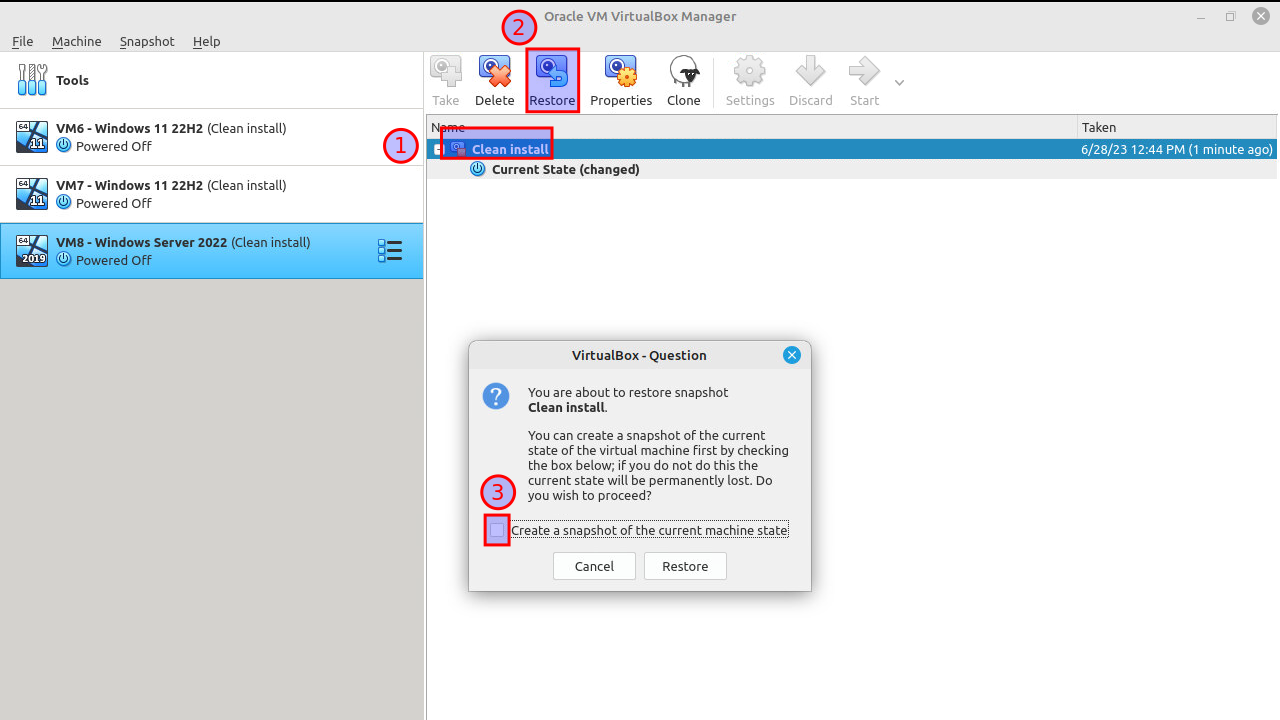 Oracle VM VirtualBox Manager
File Machine Snapshot Help
2
Tools
Take Delete Restore Properties Clone Settings Discard Start
Name Taken
64
11
VM6 - Windows 11 22H2 (Clean install)
Powered Off
1
Clean install 6/28/23 12:44 PM (1 minute ago)
Current State (changed)
64
11
VM7 - Windows 11 22H2 (Clean install)
Powered Off
64
2019
VM8 - Windows Server 2022 (Clean install)
Powered Off
VirtualBox - Question
?
You are about to restore snapshot
Clean install.
You can create a snapshot of the current
state of the virtual machine first by checking
the box below; if you do not do this the
current state will be permanently lost. Do
you wish to proceed?
3
Create a snapshot of the current machine state
Cancel Restore